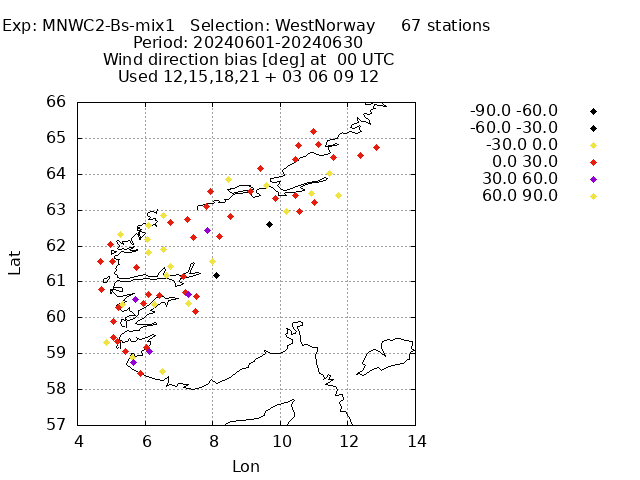 Exp: MNWC2-Bs-mix1 Selection: WestNorway 67 stations
Period: 20240601-20240630
Wind direction bias [deg] at 00 UTC
Used 12,15,18,21 + 03 06 09 12
-90.0 -60.0
-60.0 -30.0
-30.0 0.0
0.0 30.0
30.0 60.0
60.0 90.0
66
65
64
63
62
61
60
59
58
57
Lat
4 6 8 10 12 14
Lon